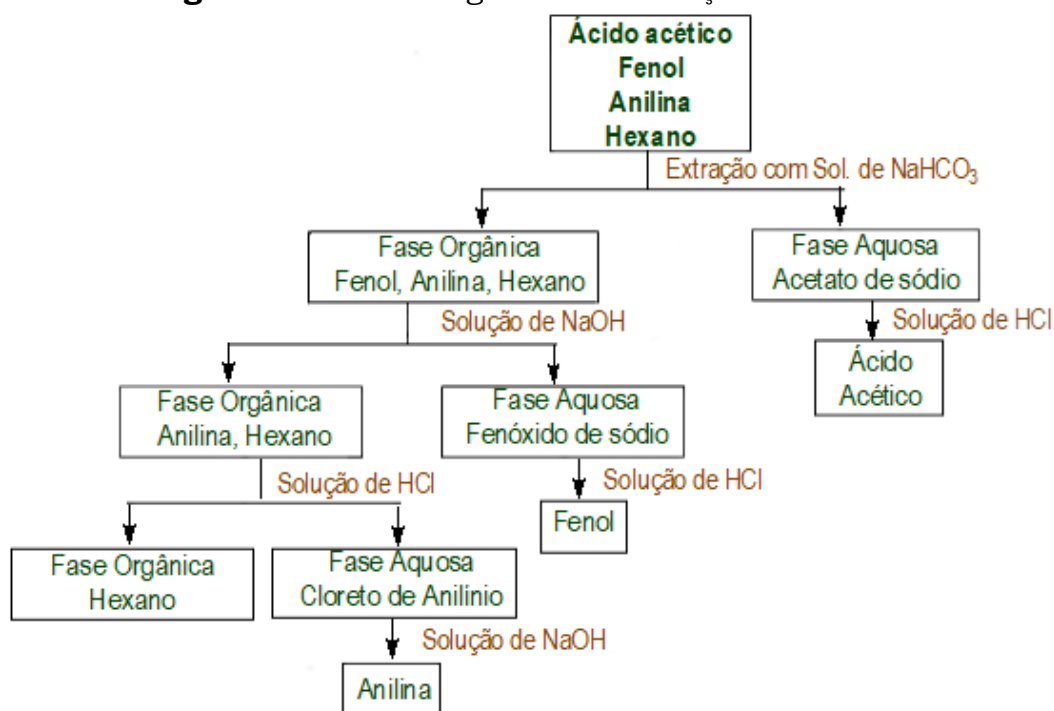 Ácido acético
Fenol
Anilina
Hexano
Extração com Sol. de NaHCO₃
Fase Orgânica
Fenol, Anilina, Hexano
Fase Aquosa
Acetato de sódio
Solução de NaOH
Solução de HCl
Ácido
Acético
Fase Orgânica
Anilina, Hexano
Fase Aquosa
Fenóxido de sódio
Solução de HCl
Solução de HCl
Fenol
Fase Orgânica
Hexano
Fase Aquosa
Cloreto de Anilínio
Solução de NaOH
Anilina